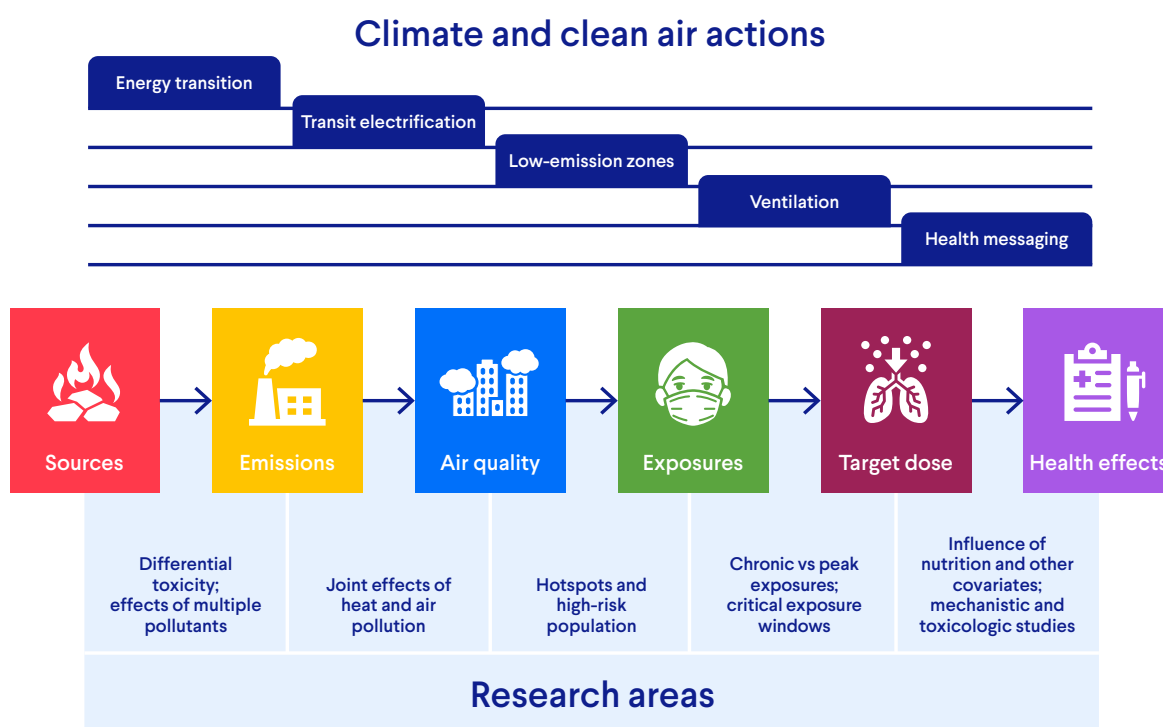 Climate and clean air actions
Energy transition
Transit electrification
Low-emission zones
Ventilation
Health messaging
Sources
Emissions
Air quality
Exposures
Target dose
Health effects
Differential
toxicity;
effects of multiple
pollutants
Joint effects of
heat and air
pollution
Hotspots and
high-risk
population
Chronic vs peak
exposures;
critical exposure
windows
Influence of
nutrition and other
covariates;
mechanistic and
toxicologic studies
Research areas